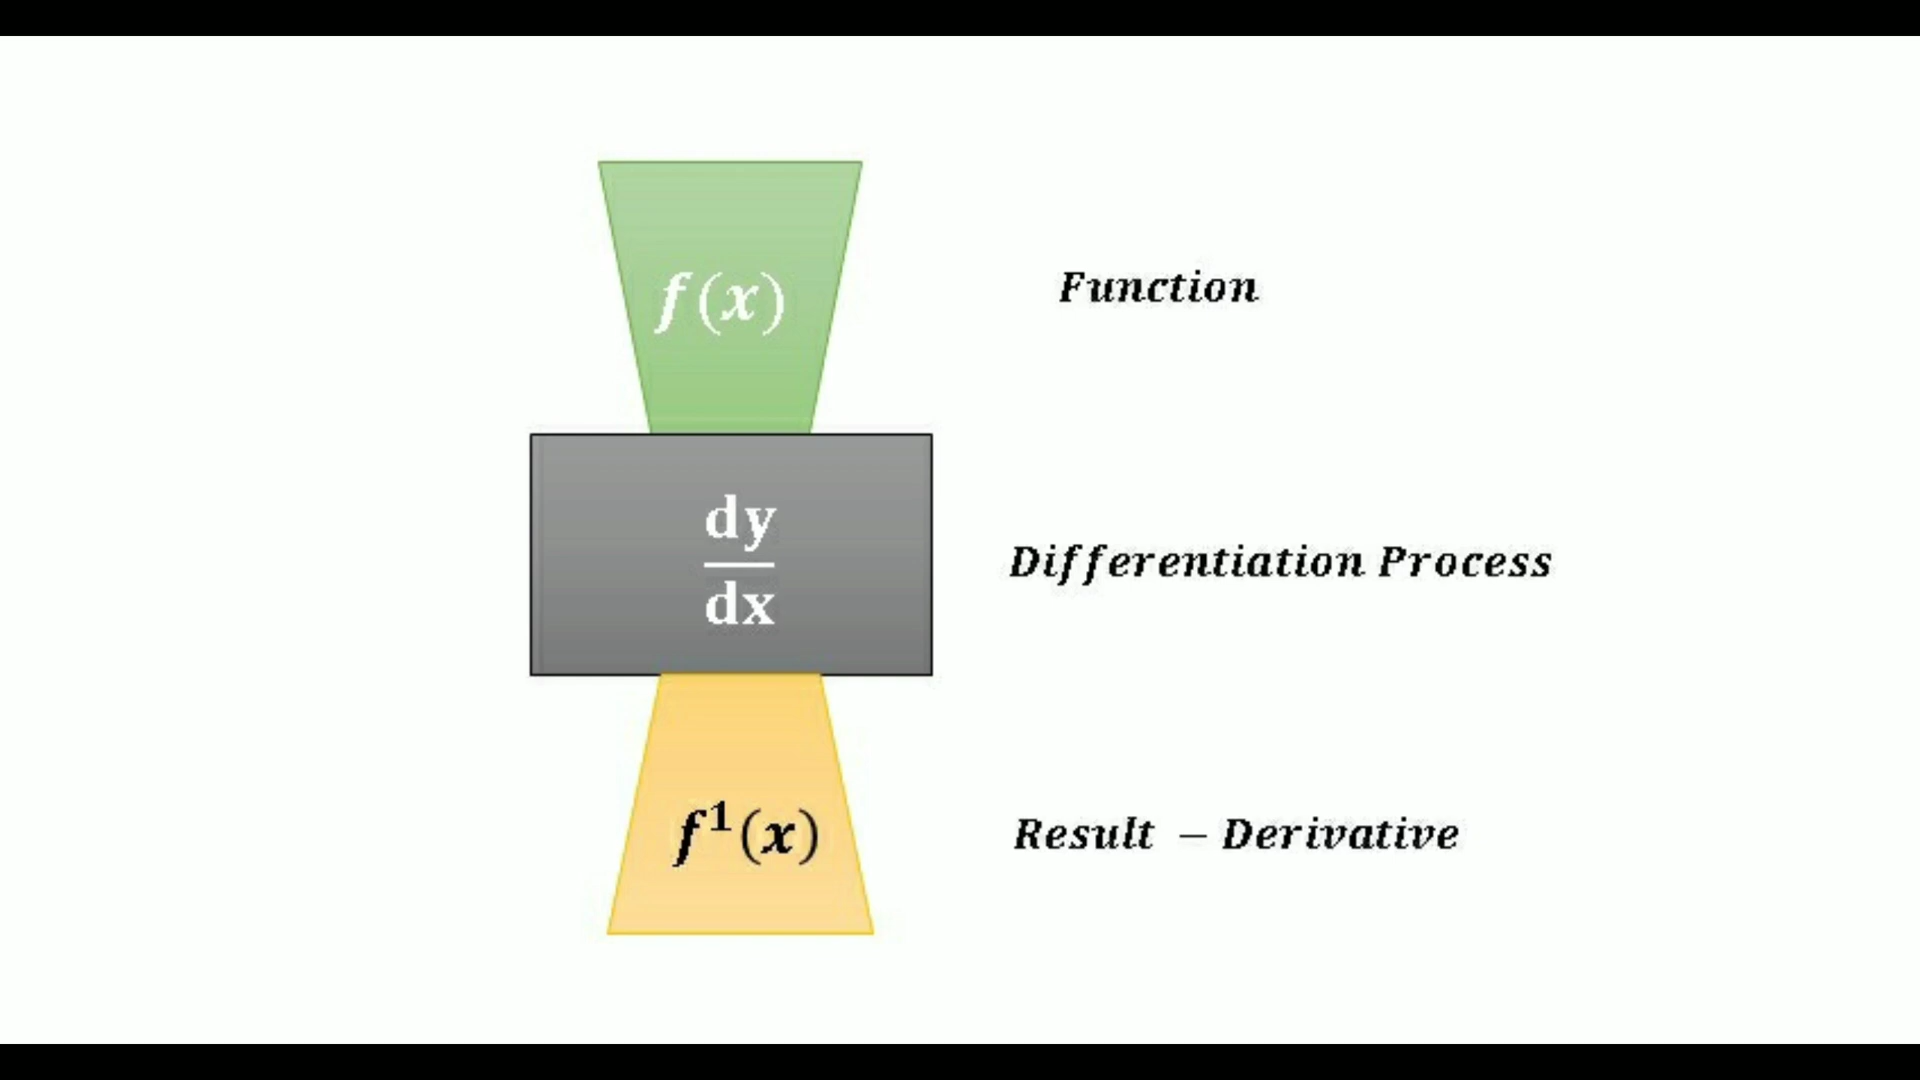 f(x)
Function
dy
dx
Differentiation Process
f¹(x)
Result – Derivative